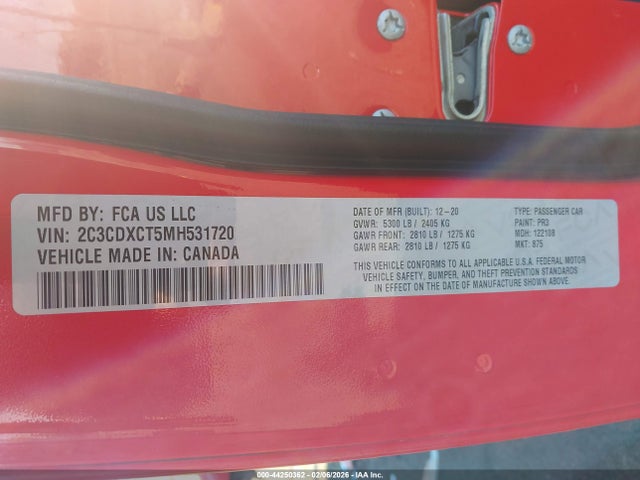 MFD BY: FCA US LLC
VIN: 2C3CDXCT5MH531720
VEHICLE MADE IN: CANADA
DATE OF MFR (BUILT): 12-20
GVWR: 5300 LB / 2405 KG
GAWR FRONT: 2810 LB / 1275 KG
GAWR REAR: 2810 LB / 1275 KG
TYPE: PASSENGER CAR
PAINT: PR3
MDH: 122108
MKT: 875
THIS VEHICLE CONFORMS TO ALL APPLICABLE U.S.A. FEDERAL MOTOR
VEHICLE SAFETY, BUMPER, AND THEFT PREVENTION STANDARDS
IN EFFECT ON THE DATE OF MANUFACTURE SHOWN ABOVE.
000-44250362 - 02/06/2026 - IAA Inc.